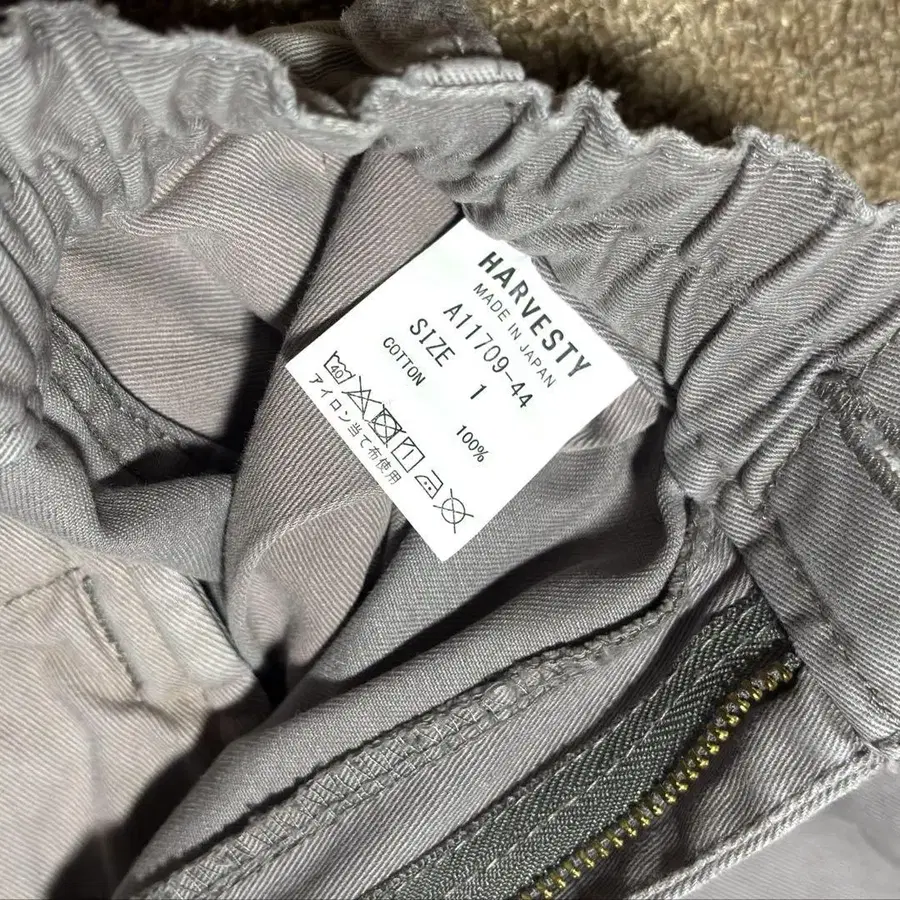 HARVESTY
MADE IN JAPAN
A11709-44
SIZE 1
COTTON 100%
40
アイロン当て布使用